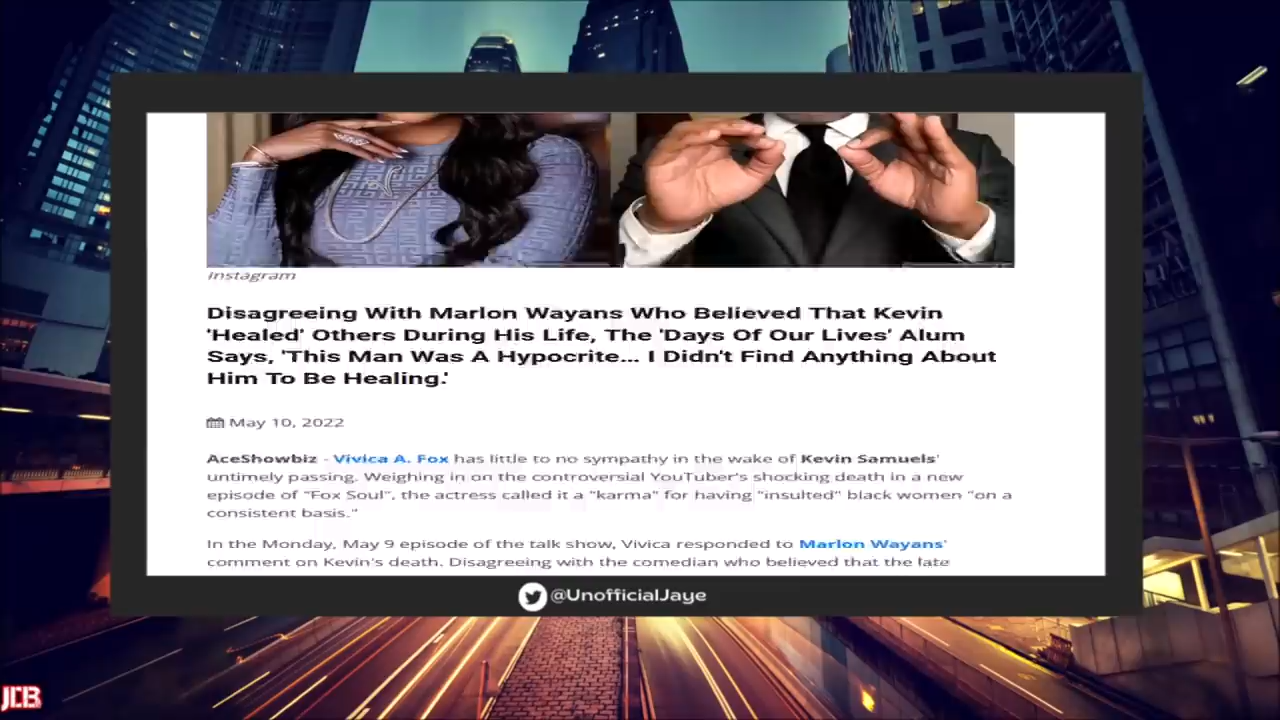 Instagram
Disagreeing With Marlon Wayans Who Believed That Kevin
'Healed' Others During His Life, The 'Days Of Our Lives' Alum
Says, 'This Man Was A Hypocrite... I Didn't Find Anything About
Him To Be Healing.'
May 10, 2022
AceShowbiz - Vivica A. Fox has little to no sympathy in the wake of Kevin Samuels'
untimely passing. Weighing in on the controversial YouTuber's shocking death in a new
episode of "Fox Soul", the actress called it a "karma" for having "insulted" black women "on a
consistent basis."
In the Monday, May 9 episode of the talk show, Vivica responded to Marlon Wayans'
comment on Kevin's death. Disagreeing with the comedian who believed that the late
@UnofficialJaye
JCB